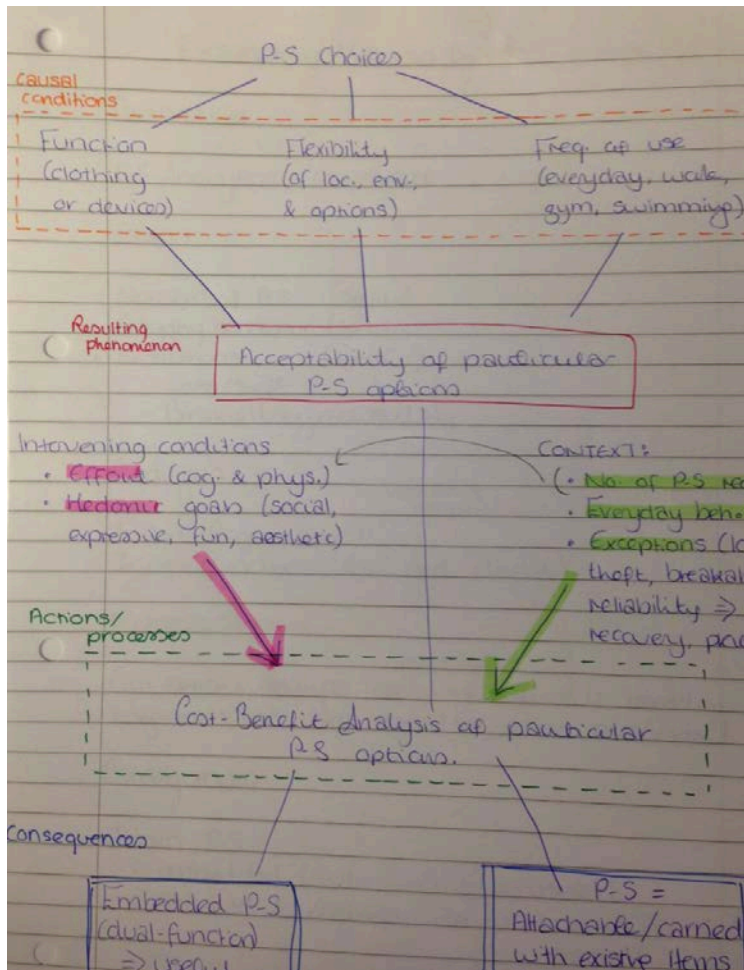 P-S Choices
Causal
conditions
Function
(clothing
or devices)
Flexibility
(of loc., env.,
& options)
Freq. of use
(everyday, walk,
gym, swimming)
Resulting
phenomenon
Acceptability of particular
P-S options
Intervening conditions
• Effort (cog. & phys.)
• Hedonic goals (social,
expressive, fun, aesthetic)
CONTEXT:
(• No. of P-S
• Everyday
• Exceptions
theft,
reliability ⇒
recovery,
Actions/
processes
Cost-Benefit Analysis of particular
P-S options.
Consequences
Embedded P-S
(dual-function)
⇒
P-S =
Attachable/carried
with existing items